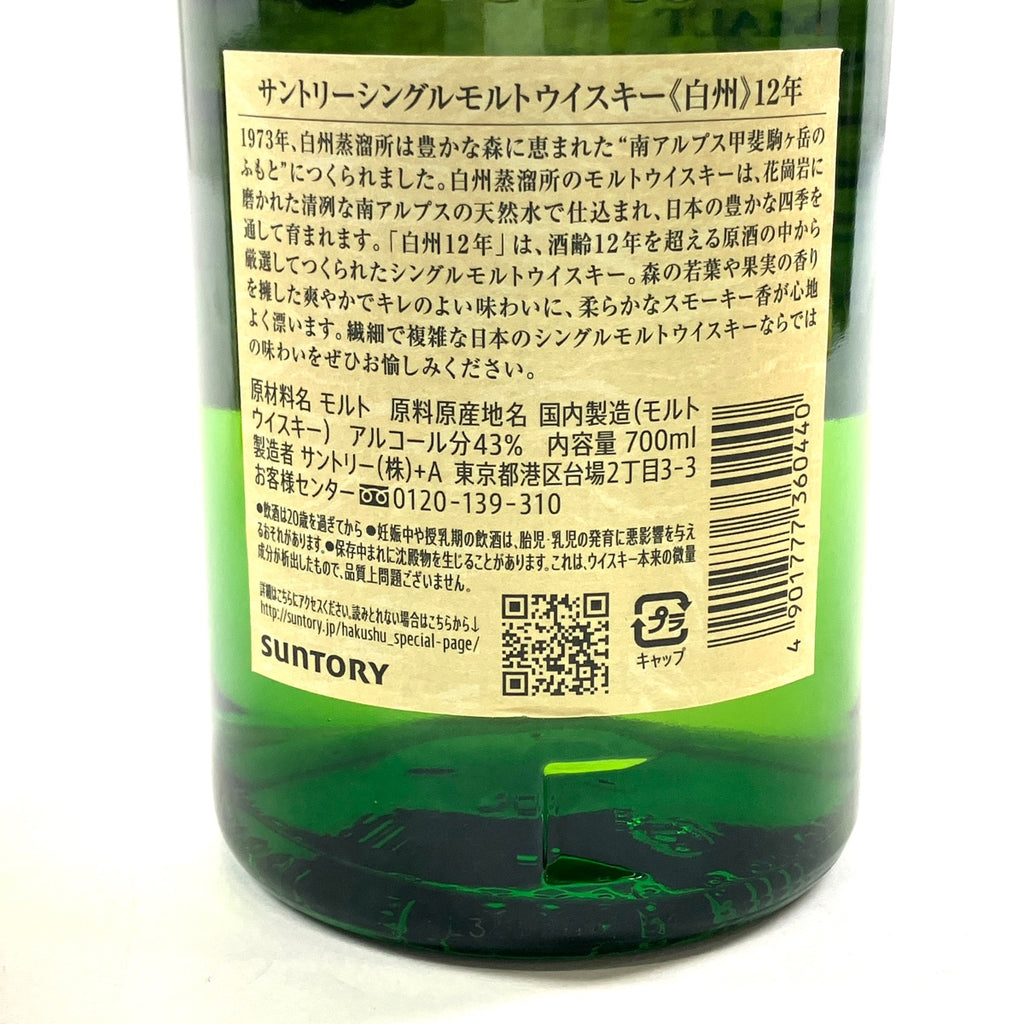 サントリーシングルモルトウイスキー《白州》12年
1973年、白州蒸溜所は豊かな森に恵まれた“南アルプス甲斐駒ヶ岳の
ふもと”につくられました。白州蒸溜所のモルトウイスキーは、花崗岩に
磨かれた清冽な南アルプスの天然水で仕込まれ、日本の豊かな四季を
通して育まれます。「白州12年」は、酒齢12年を超える原酒の中から
厳選してつくられたシングルモルトウイスキー。森の若葉や果実の香り
を擁した爽やかでキレのよい味わいに、柔らかなスモーキー香が心地
よく漂います。繊細で複雑な日本のシングルモルトウイスキーならでは
の味わいをぜひお愉しみください。
原材料名 モルト 原料原産地名 国内製造(モルト
ウイスキー) アルコール分43% 内容量 700ml
製造者 サントリー(株)+A 東京都港区台場2丁目3-3
お客様センター 0120-139-310
●飲酒は20歳を過ぎてから ●妊娠中や授乳期の飲酒は、胎児・乳児の発育に悪影響を与え
るおそれがあります。●保存中まれに沈殿物を生じることがあります。これは、ウイスキー本来の微量
成分が析出したもので、品質上問題ございません。
詳細はこちらにアクセスください。読みとれない場合はこちらから↓
http://suntory.jp/hakushu_special-page/
SUNTORY
プラ
キャップ
4 901777 360440